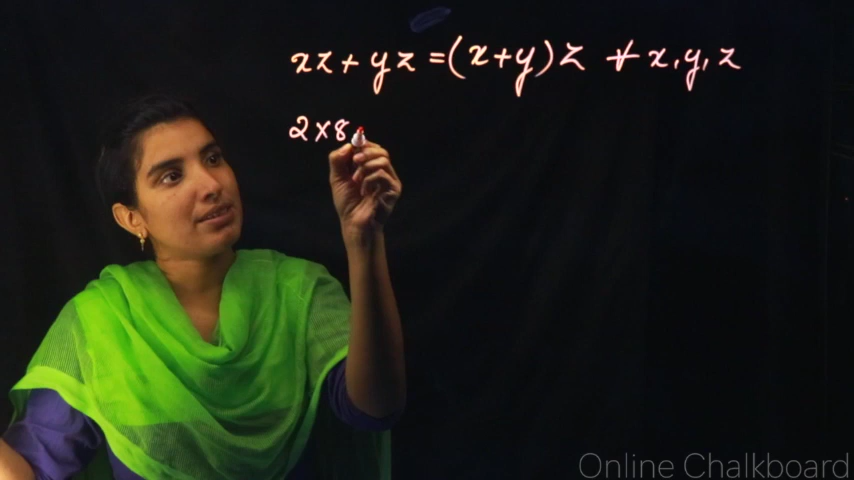 xz + yz = (x+y)z ∀ x, y, z
2×8
Online Chalkboard